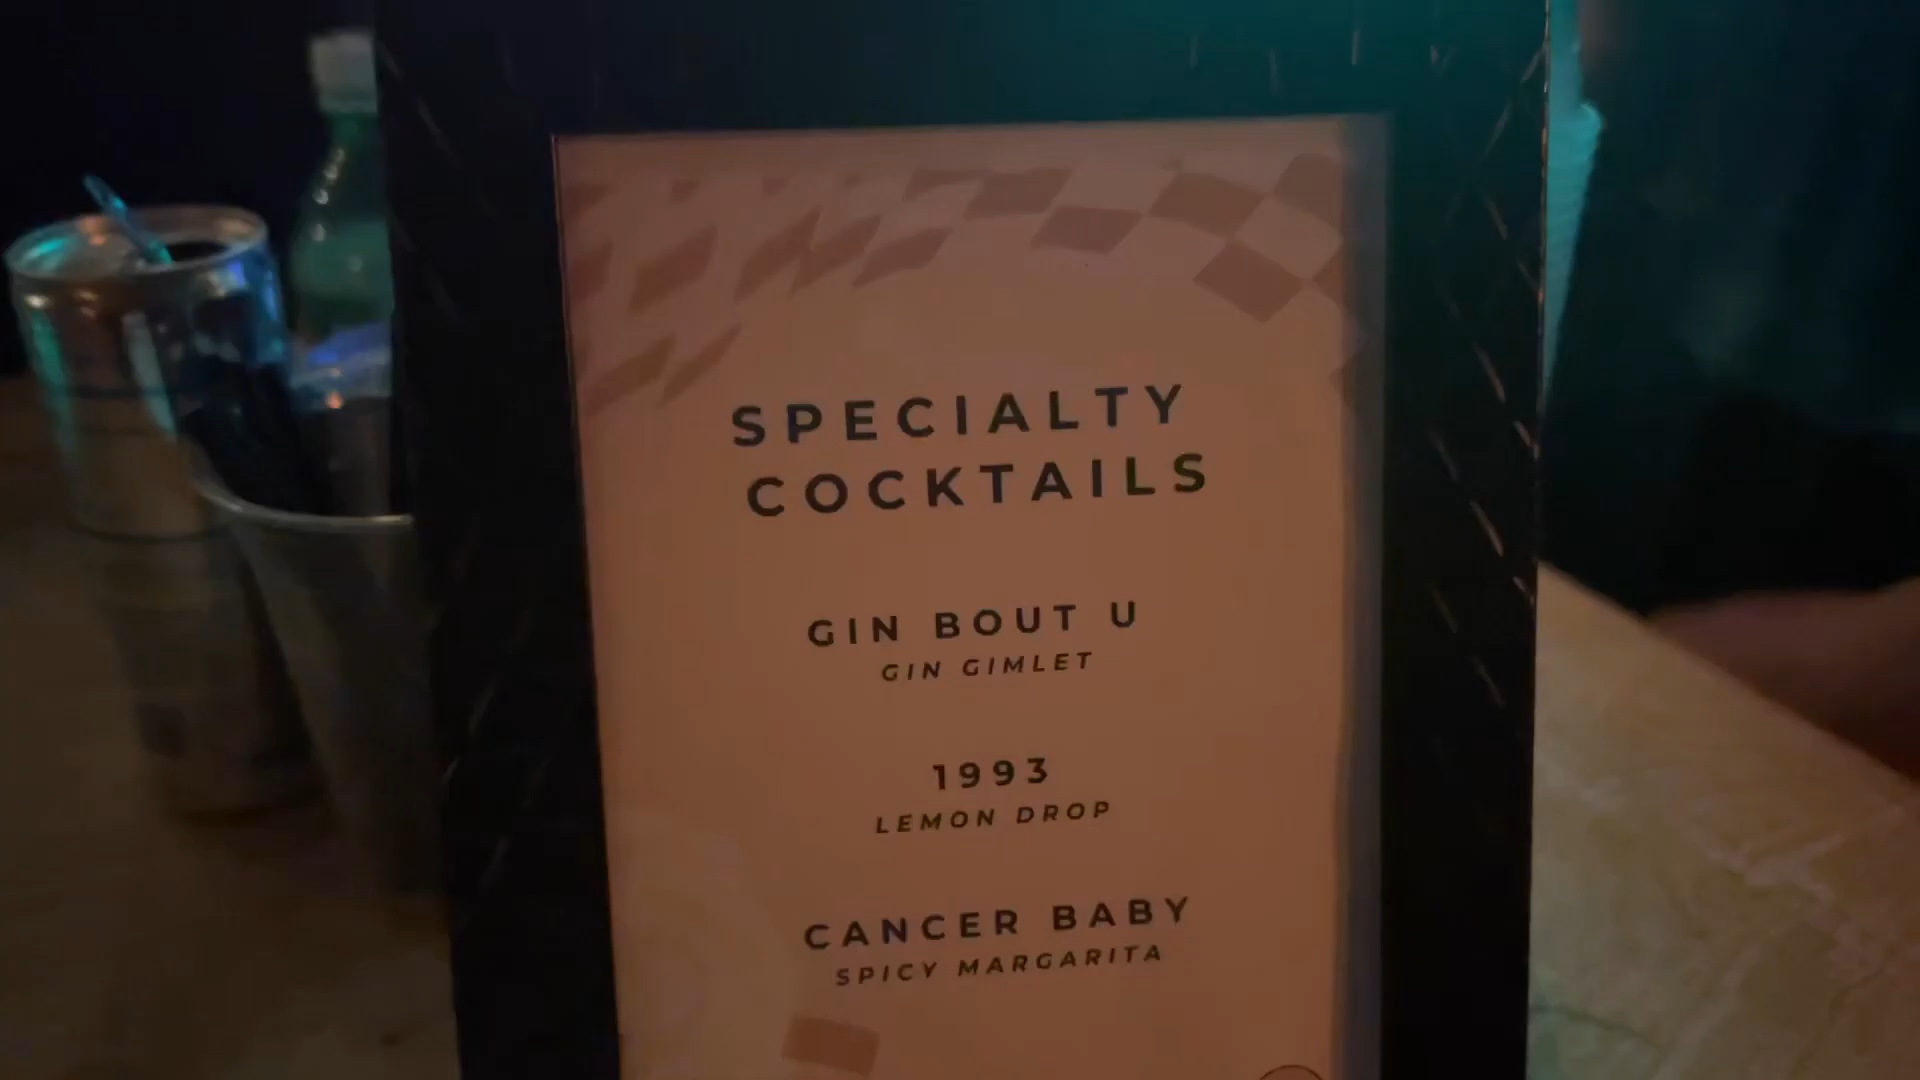 SPECIALTY
COCKTAILS
GIN BOUT U
GIN GIMLET
1993
LEMON DROP
CANCER BABY
SPICY MARGARITA